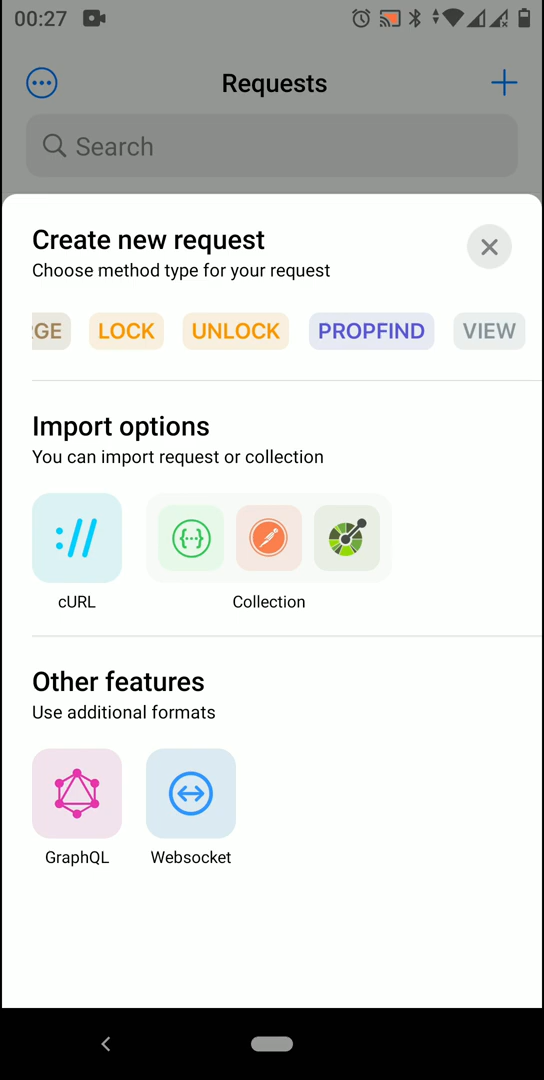 00:27
Requests
Search
Create new request
Choose method type for your request
RGE LOCK UNLOCK PROPFIND VIEW
Import options
You can import request or collection
cURL Collection
Other features
Use additional formats
GraphQL Websocket